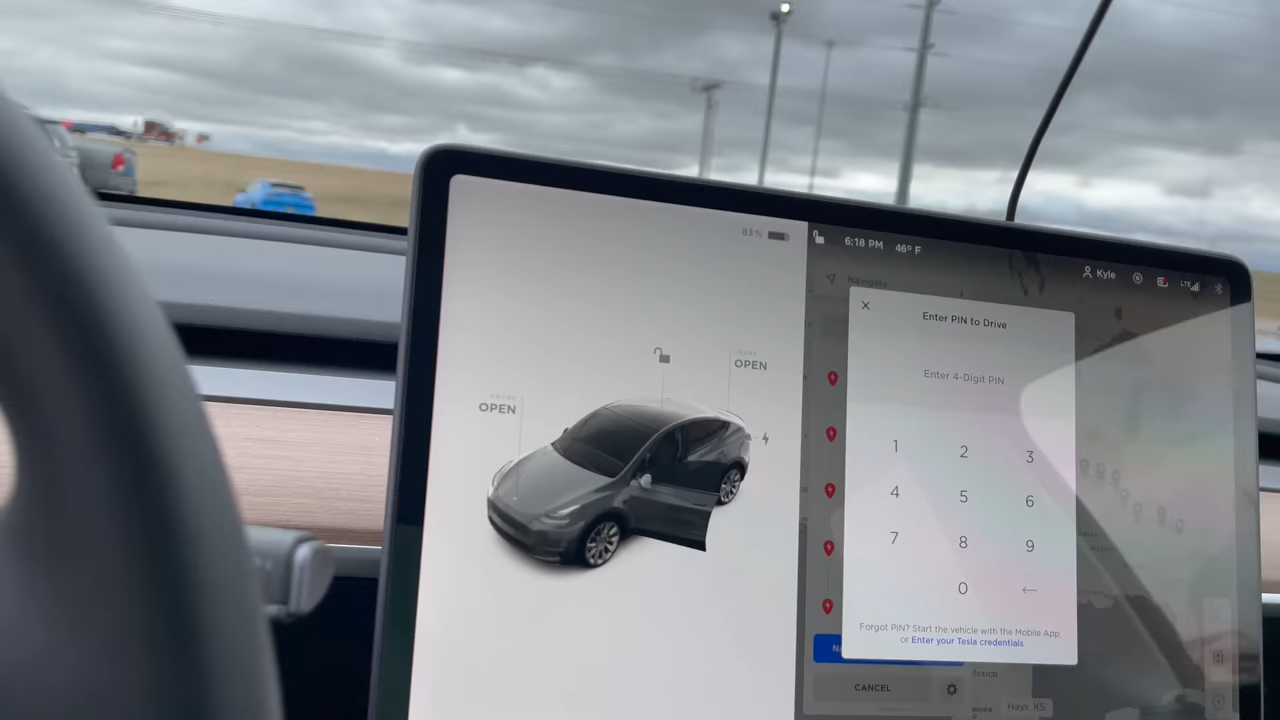 83 %
6:18 PM 46° F
Kyle
LTE
Navigate
Enter PIN to Drive
Enter 4-Digit PIN
OPEN
OPEN
1 2 3
4 5 6
7 8 9
0 ←
Forgot PIN? Start the vehicle with the Mobile App,
or Enter your Tesla credentials
CANCEL
Hays, KS